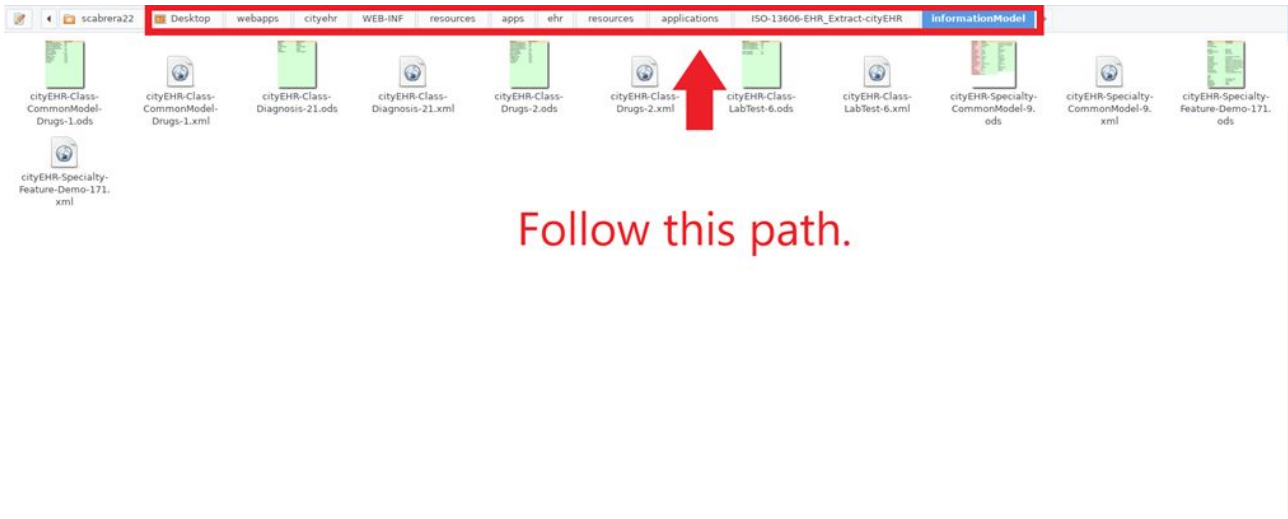 scabrera22 Desktop webapps cityehr WEB-INF resources apps ehr resources applications ISO-13606-EHR_Extract-cityEHR informationModel
cityEHR-Class-
CommonModel-
Drugs-1.ods
cityEHR-Class-
CommonModel-
Drugs-1.xml
cityEHR-Class-
Diagnosis-21.ods
cityEHR-Class-
Diagnosis-21.xml
cityEHR-Class-
Drugs-2.ods
cityEHR-Class-
Drugs-2.xml
cityEHR-Class-
LabTest-6.ods
cityEHR-Class-
LabTest-6.xml
cityEHR-Specialty-
CommonModel-9.
ods
cityEHR-Specialty-
CommonModel-9.
xml
cityEHR-Specialty-
Feature-Demo-171.
ods
cityEHR-Specialty-
Feature-Demo-171.
xml
Follow this path.